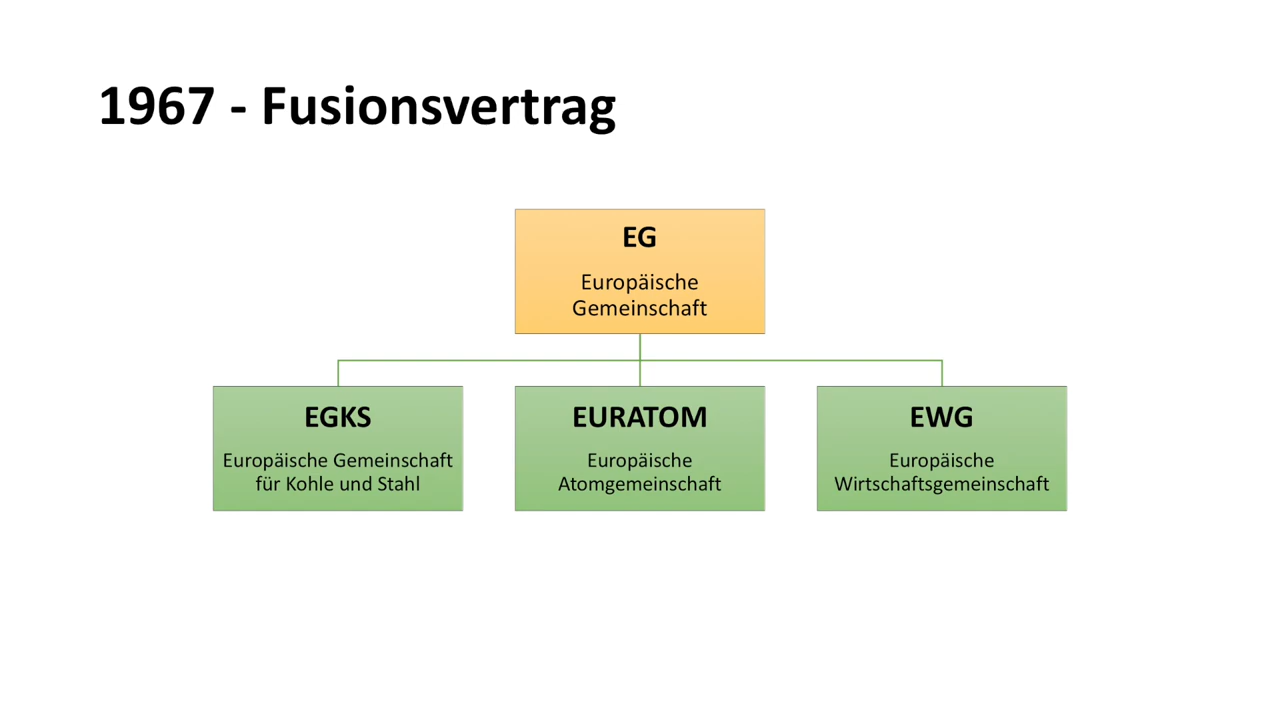 1967 - Fusionsvertrag
EG
Europäische
Gemeinschaft
EGKS
Europäische Gemeinschaft
für Kohle und Stahl
EURATOM
Europäische
Atomgemeinschaft
EWG
Europäische
Wirtschaftsgemeinschaft